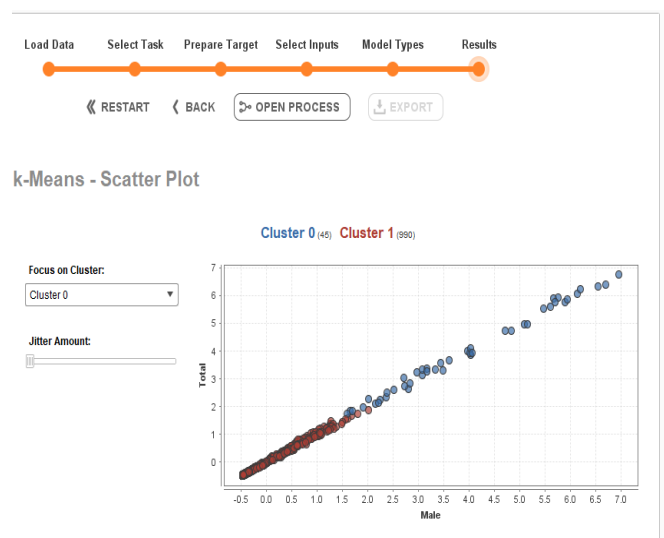 Load Data Select Task Prepare Target Select Inputs Model Types Results
RESTART BACK OPEN PROCESS EXPORT
k-Means - Scatter Plot
Cluster 0 (45) Cluster 1 (990)
Focus on Cluster:
Cluster 0
Jitter Amount:
7
6
5
4
3
2
1
0
Total
-0.5 0.0 0.5 1.0 1.5 2.0 2.5 3.0 3.5 4.0 4.5 5.0 5.5 6.0 6.5 7.0
Male